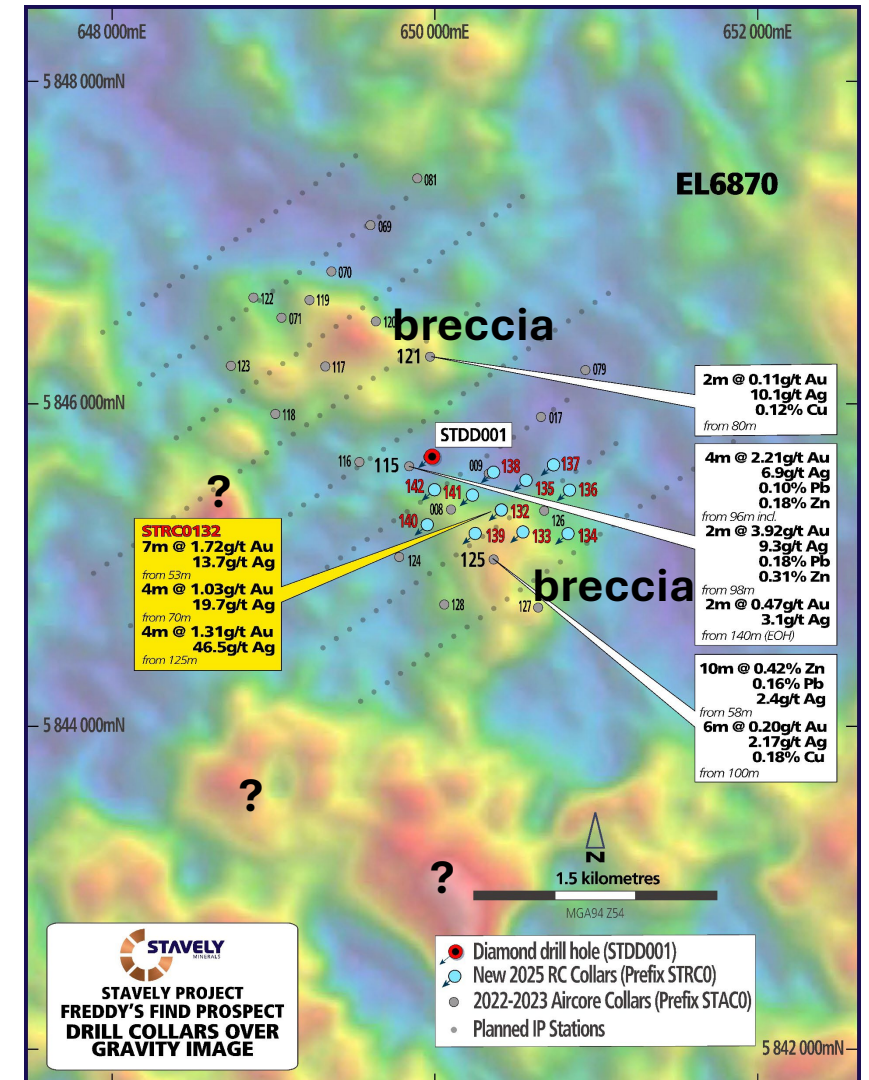 648 000mE
650 000mE
652 000mE
5 848 000mN
EL6870
081
069
070
122
119
071
120
breccia
121
123
117
079
118
017
5 846 000mN
2m @ 0.11g/t Au
10.1g/t Ag
0.12% Cu
from 80m
STDD001
116
115
009
138
137
142
141
135
136
008
132
126
140
139
133
134
124
125
breccia
128
127
?
4m @ 2.21g/t Au
6.9g/t Ag
0.10% Pb
0.18% Zn
from 96m incl.
2m @ 3.92g/t Au
9.3g/t Ag
0.18% Pb
0.31% Zn
from 98m
2m @ 0.47g/t Au
3.1g/t Ag
from 140m (EOH)
STRC0132
7m @ 1.72g/t Au
13.7g/t Ag
from 53m
4m @ 1.03g/t Au
19.7g/t Ag
from 70m
4m @ 1.31g/t Au
46.5g/t Ag
from 125m
10m @ 0.42% Zn
0.16% Pb
2.4g/t Ag
from 58m
6m @ 0.20g/t Au
2.17g/t Ag
0.18% Cu
from 100m
5 844 000mN
?
?
N
1.5 kilometres
MGA94 Z54
STAVELY
MINERALS
STAVELY PROJECT
FREDDY'S FIND PROSPECT
DRILL COLLARS OVER
GRAVITY IMAGE
Diamond drill hole (STDD001)
New 2025 RC Collars (Prefix STRC0)
2022-2023 Aircore Collars (Prefix STAC0)
Planned IP Stations
5 842 000mN